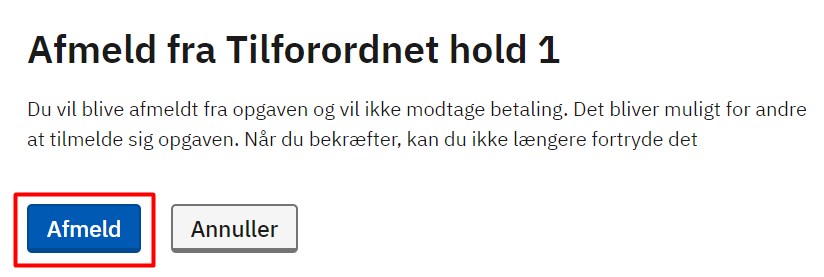 Afmeld fra Tilforordnet hold 1
Du vil blive afmeldt fra opgaven og vil ikke modtage betaling. Det bliver muligt for andre
at tilmelde sig opgaven. Når du bekræfter, kan du ikke længere fortryde det
Afmeld
Annuller